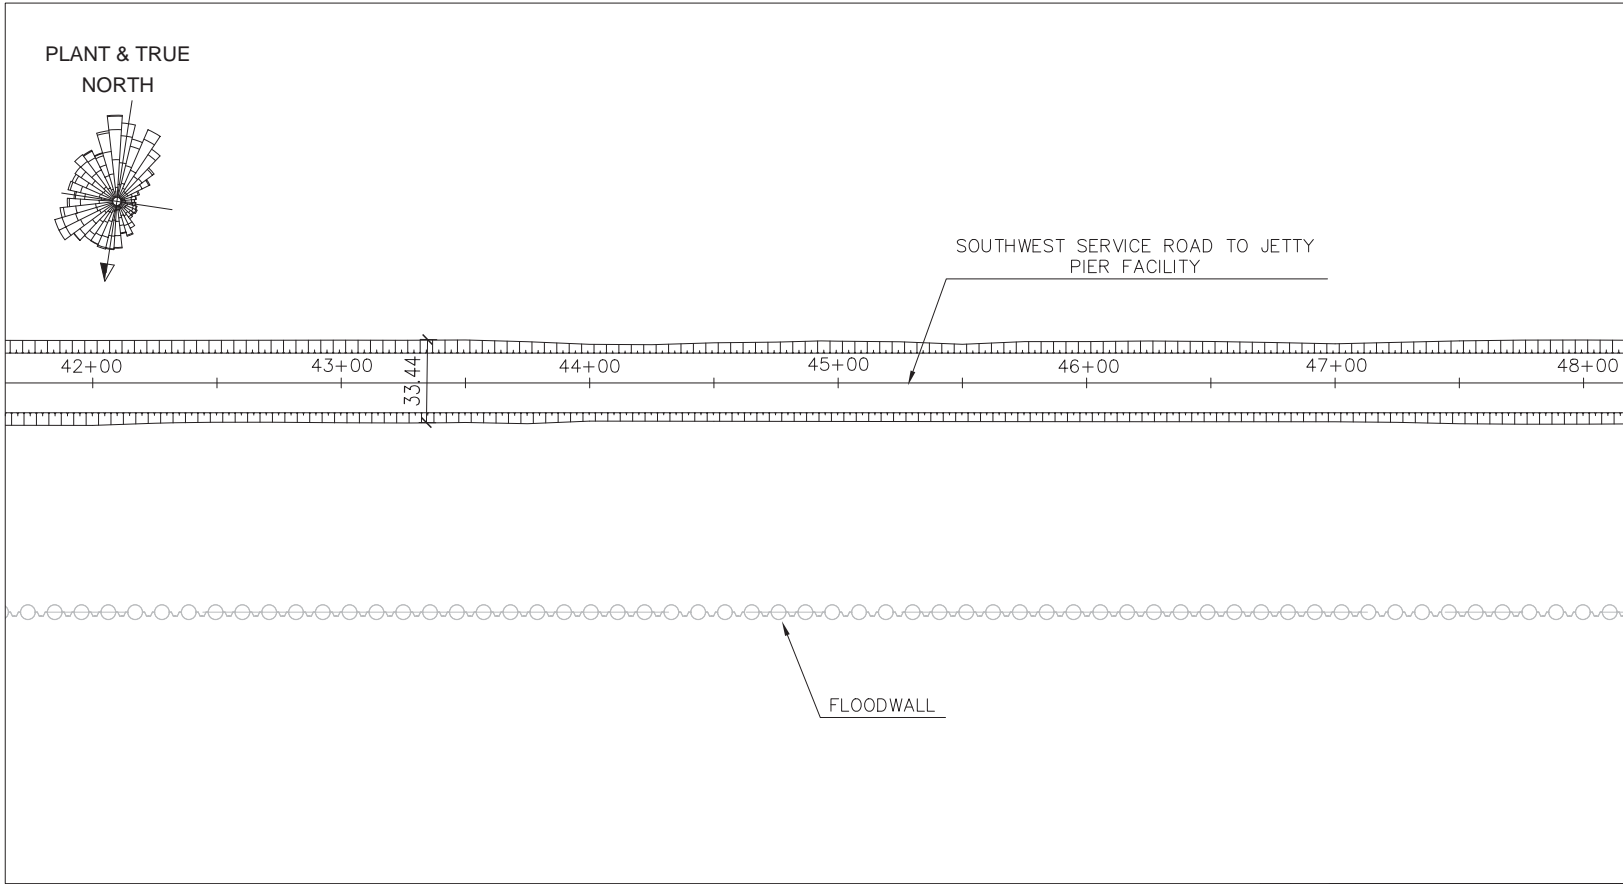 PLANT & TRUE
NORTH
SOUTHWEST SERVICE ROAD TO JETTY
PIER FACILITY
42+00
43+00
44+00
45+00
46+00
47+00
48+00
33.44
FLOODWALL